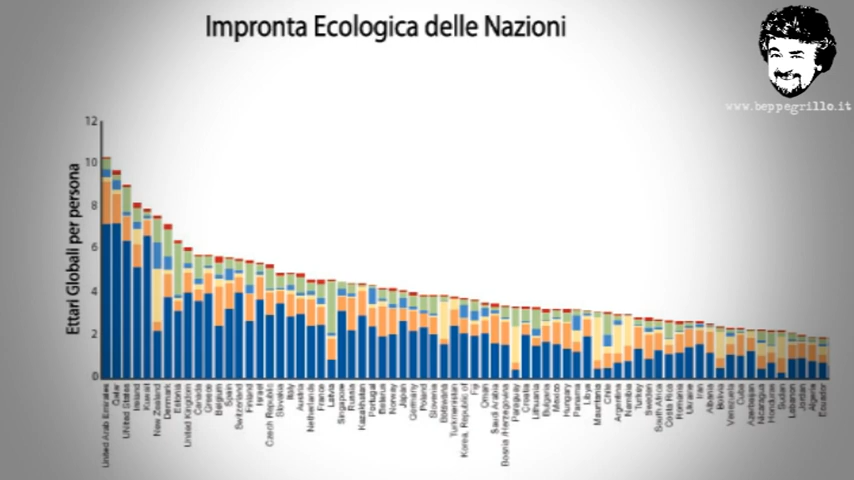 Impronta Ecologica delle Nazioni
www.beppegrillo.it
Ettari Globali per persona
12
10
8
6
4
2
0
United Arab Emirates
Qatar
United States
Ireland
Kuwait
New Zealand
Denmark
Estonia
United Kingdom
Canada
Greece
Belgium
Spain
Switzerland
Finland
Israel
Czech Republic
Slovenia
Italy
Austria
Netherlands
France
Latvia
Singapore
Russia
Kazakhstan
Portugal
Belarus
Norway
Japan
Germany
Poland
Slovenia
Botswana
Turkmenistan
Korea, Republic of
Oman
Saudi Arabia
Bosnia /Herzegovina
Paraguay
Croatia
Lithuania
Bulgaria
Mexico
Hungary
Panama
Libya
Mauritania
Chile
Argentina
Namibia
Turkey
South Africa
Costa Rica
Romania
Ukraine
Iran
Albania
Bolivia
Venezuela
Cuba
Azerbaijan
Nicaragua
Honduras
Sudan
Lebanon
Jordan
Algeria
Ecuador